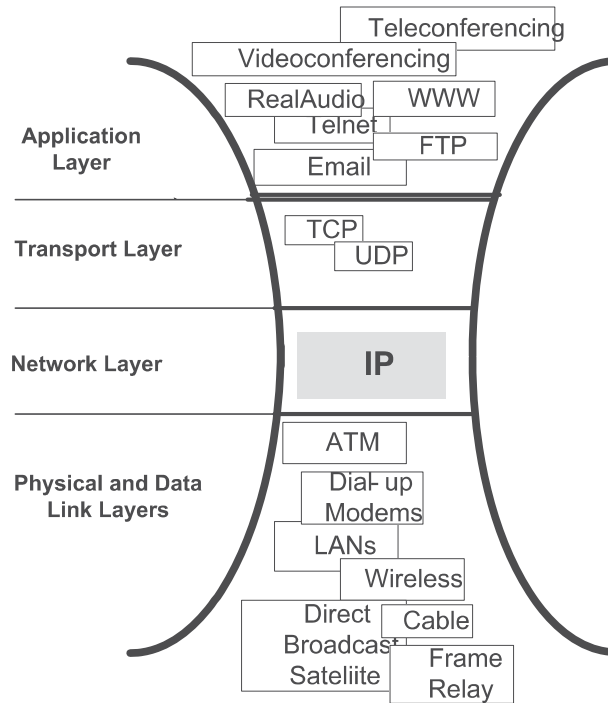 Teleconferencing
Videoconferencing
RealAudio
WWW
Telnet
FTP
Email
Application
Layer
TCP
UDP
Transport Layer
IP
Network Layer
ATM
Dial-up
Modems
LANs
Wireless
Physical and Data
Link Layers
Direct
Broadcast
Sateliite
Cable
Frame
Relay